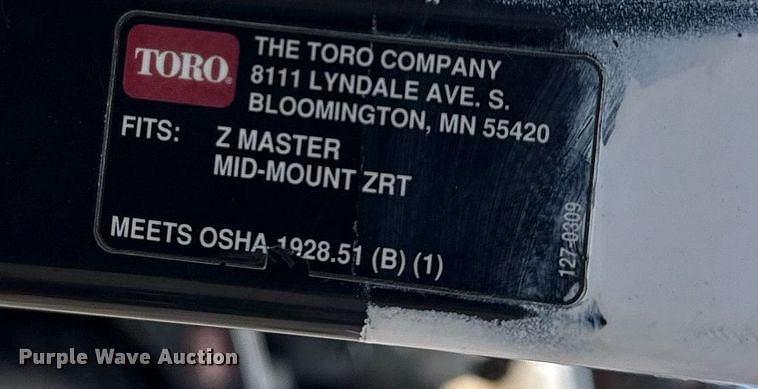 TORO
THE TORO COMPANY
8111 LYNDALE AVE. S.
BLOOMINGTON, MN 55420
FITS: Z MASTER
MID-MOUNT ZRT
MEETS OSHA 1928.51 (B) (1)
127-0309
Purple Wave Auction